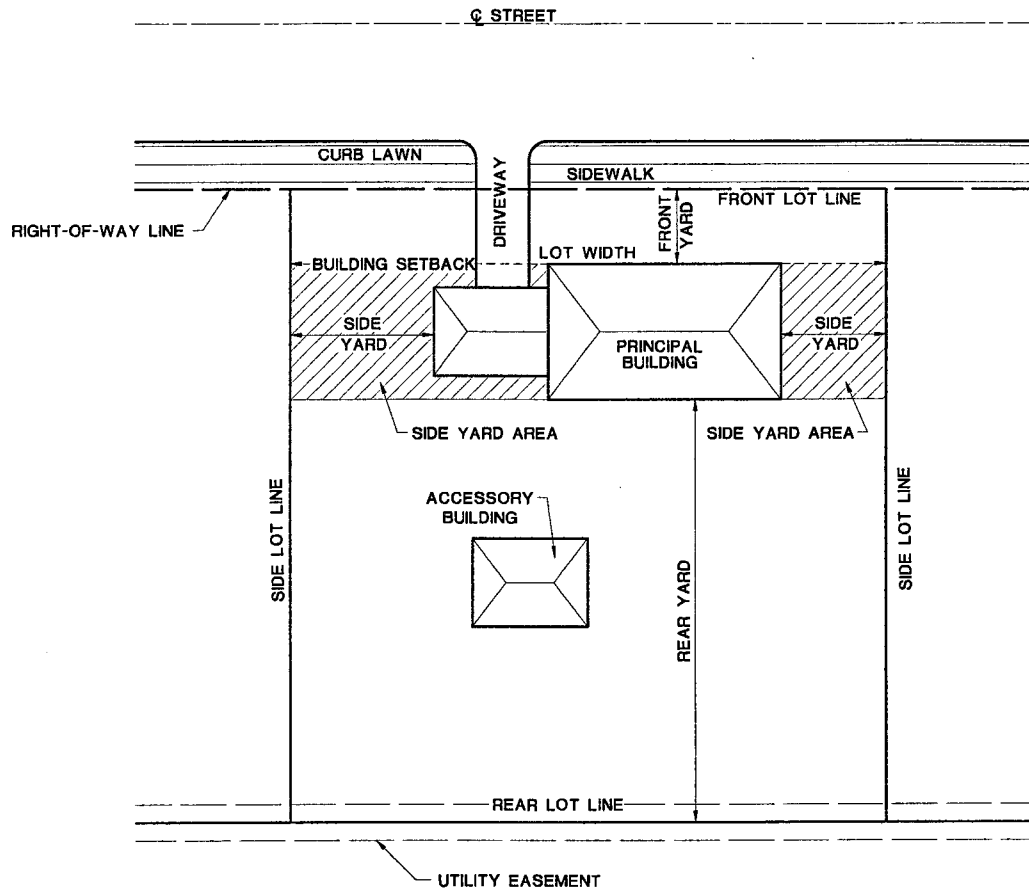 ℄ STREET
CURB LAWN
DRIVEWAY
SIDEWALK
FRONT LOT LINE
RIGHT-OF-WAY LINE
FRONT
YARD
LOT WIDTH
BUILDING SETBACK
SIDE
YARD
PRINCIPAL
BUILDING
SIDE
YARD
SIDE YARD AREA
SIDE YARD AREA
SIDE LOT LINE
ACCESSORY
BUILDING
REAR YARD
SIDE LOT LINE
REAR LOT LINE
UTILITY EASEMENT